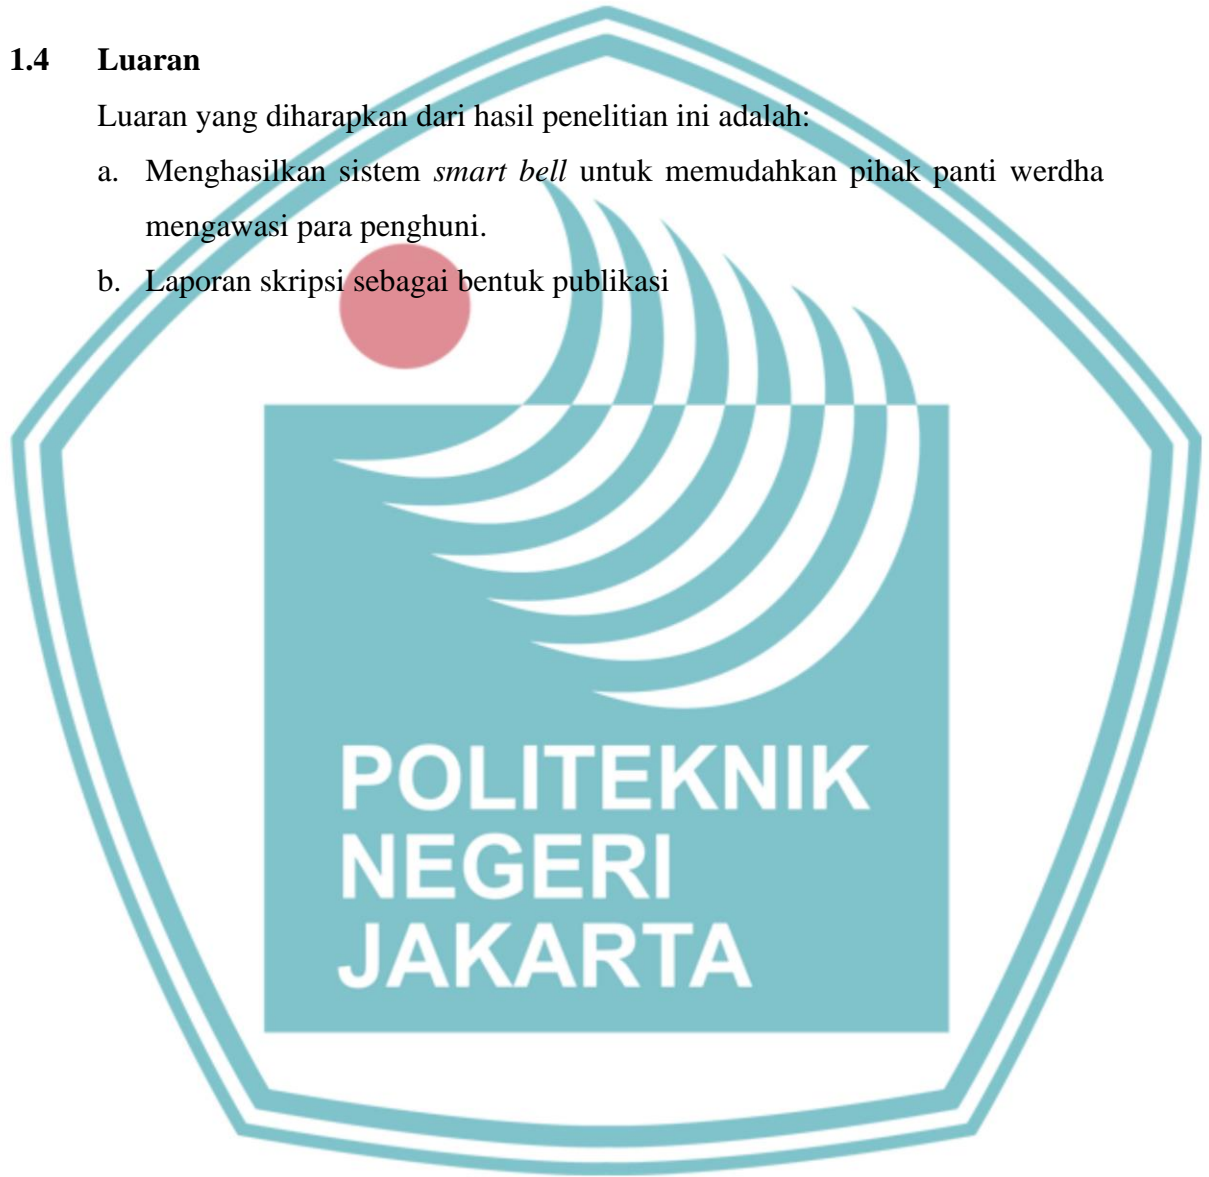 1.4 Luaran
Luaran yang diharapkan dari hasil penelitian ini adalah:
a. Menghasilkan sistem smart bell untuk memudahkan pihak panti werdha
mengawasi para penghuni.
b. Laporan skripsi sebagai bentuk publikasi
POLITEKNIK
NEGERI
JAKARTA